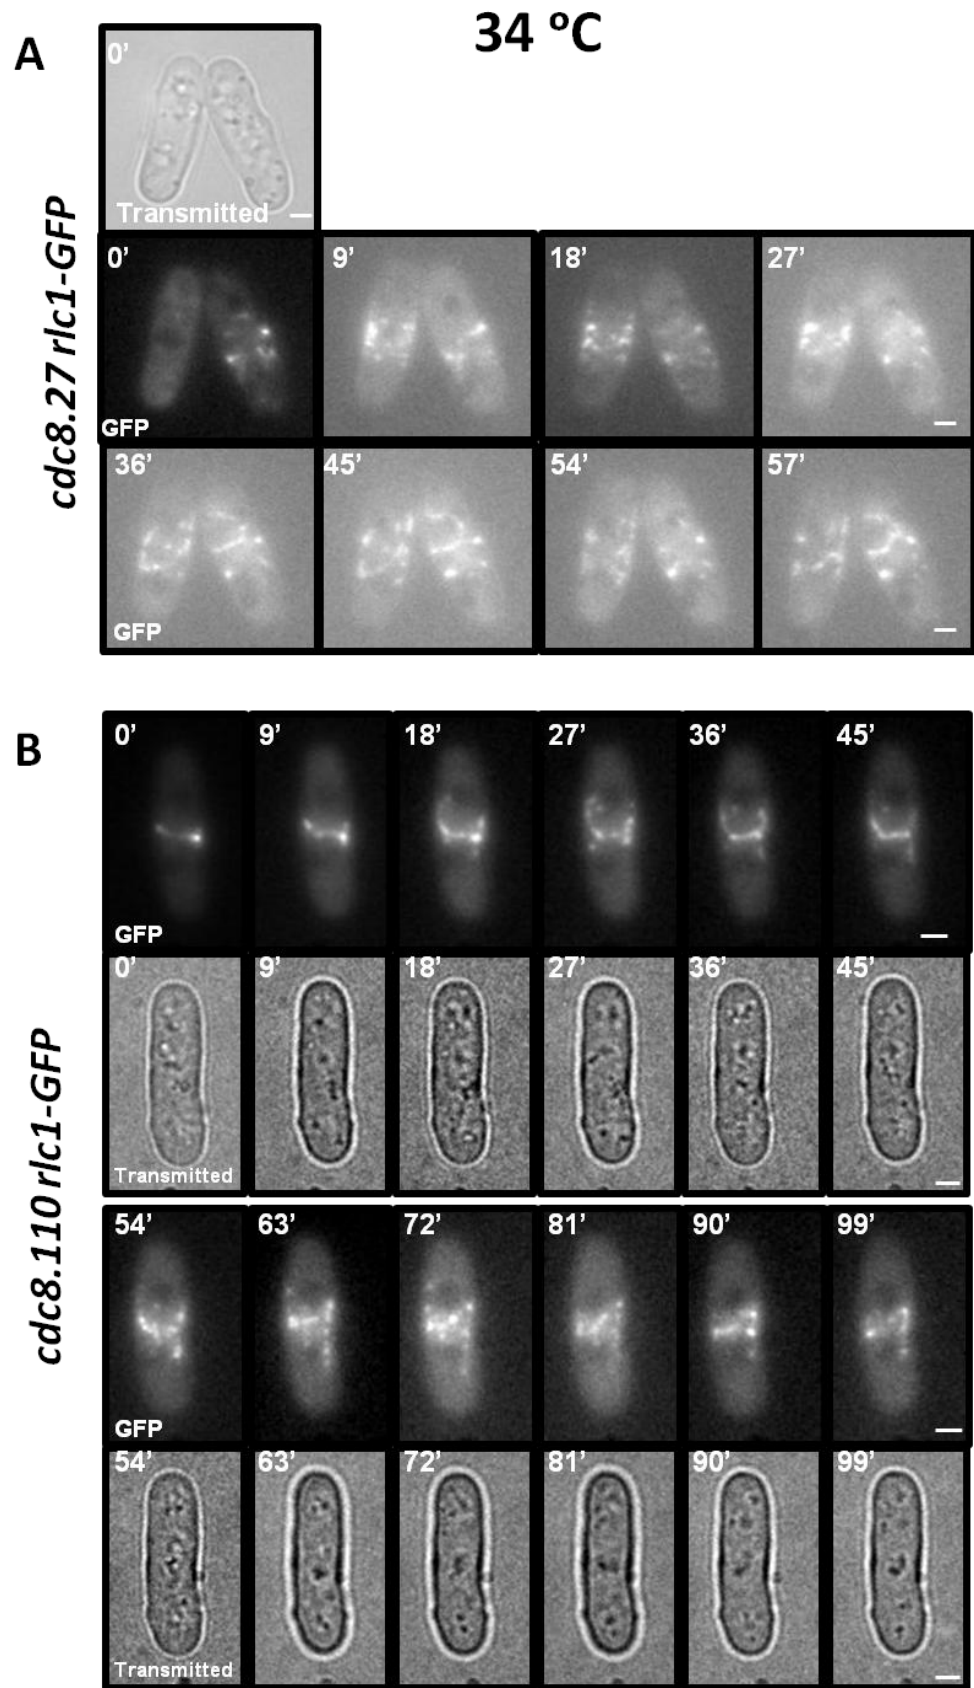 34 ºC
A
cdc8.27 rlc1-GFP
0’
Transmitted
0’ 9’ 18’ 27’
GFP
36’ 45’ 54’ 57’
GFP
B
cdc8.110 rlc1-GFP
0’ 9’ 18’ 27’ 36’ 45’
GFP
0’ 9’ 18’ 27’ 36’ 45’
Transmitted
54’ 63’ 72’ 81’ 90’ 99’
GFP
54’ 63’ 72’ 81’ 90’ 99’
Transmitted